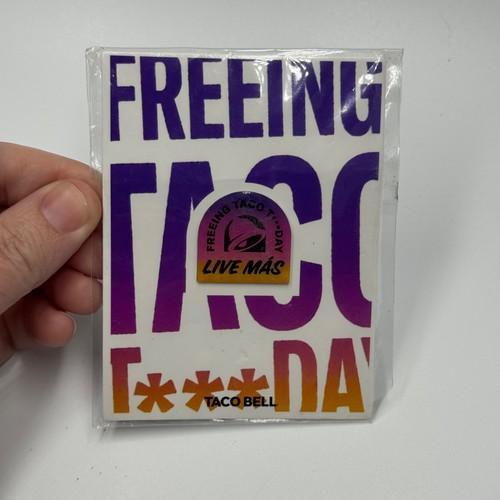 FREEING
TACO
FREEING TACO T***DAY
LIVE MÁS
T***DAY
TACO BELL